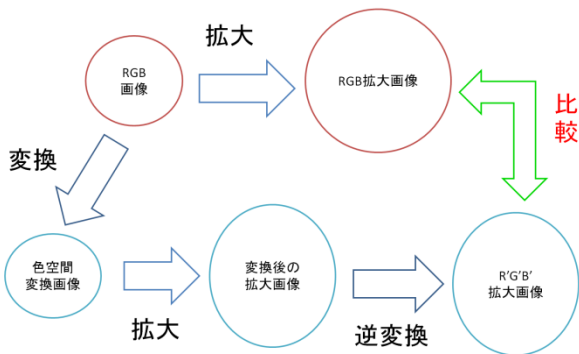 拡大
RGB
画像
RGB拡大画像
比
較
変換
色空間
変換画像
変換後の
拡大画像
R'G'B'
拡大画像
拡大
逆変換